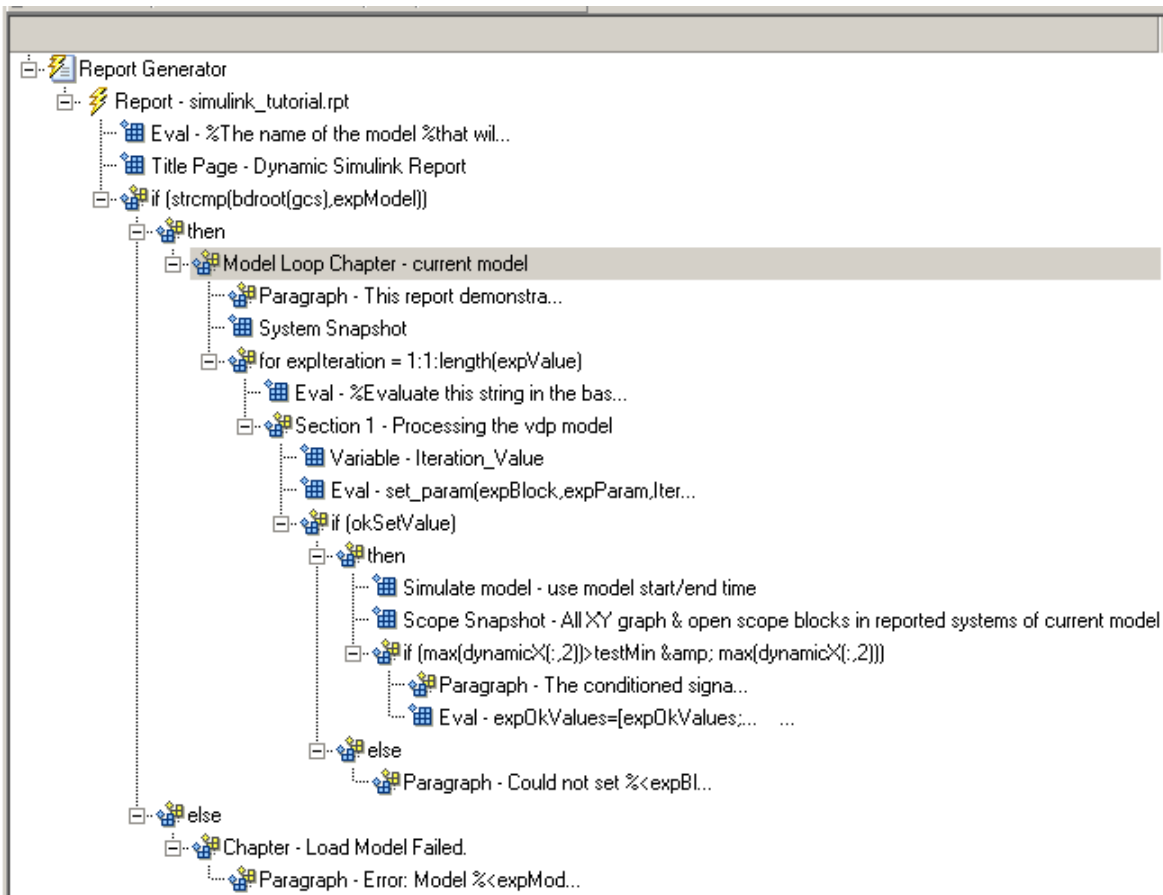 Report Generator
Report - simulink_tutorial.rpt
Eval - %The name of the model %that wil...
Title Page - Dynamic Simulink Report
if (strcmp(bdroot(gcs),expModel))
then
Model Loop Chapter - current model
Paragraph - This report demonstra...
System Snapshot
for expIteration = 1:1:length(expValue)
Eval - %Evaluate this string in the bas...
Section 1 - Processing the vdp model
Variable - Iteration_Value
Eval - set_param(expBlock,expParam,Iter...
if (okSetValue)
then
Simulate model - use model start/end time
Scope Snapshot - All XY graph & open scope blocks in reported systems of current model
if (max(dynamicX(:,2))>testMin &amp; max(dynamicX(:,2)))
Paragraph - The conditioned signa...
Eval - expOkValues=[expOkValues;... ...
else
Paragraph - Could not set %<expBl...
else
Chapter - Load Model Failed.
Paragraph - Error: Model %<expMod...